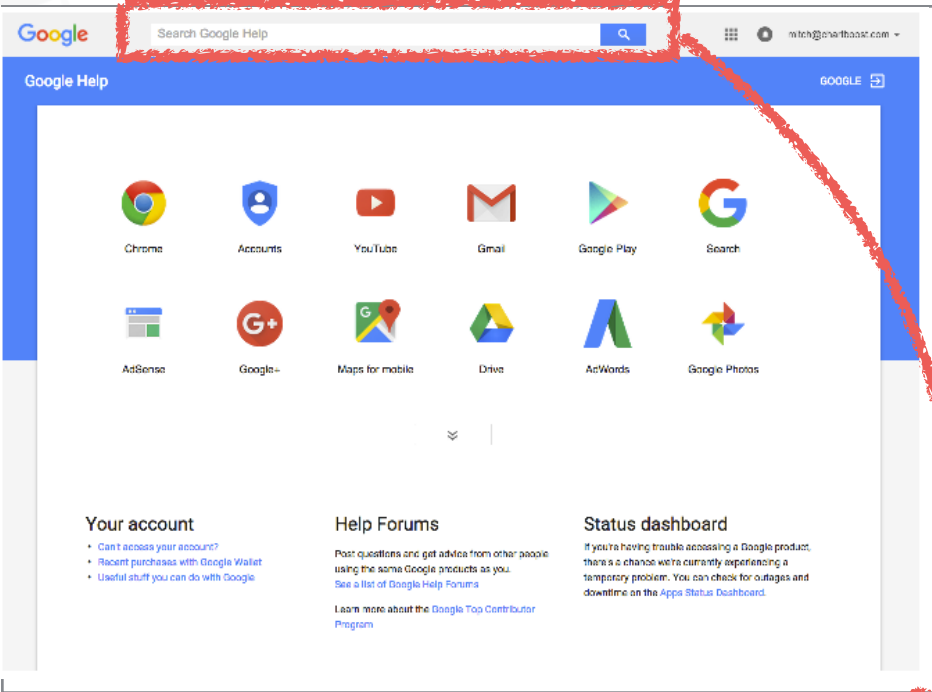 Google
Search Google Help
mitch@chartboost.com
Google Help
GOOGLE
Chrome
Accounts
YouTube
Gmail
Google Play
Search
AdSense
Google+
Maps for mobile
Drive
AdWords
Google Photos
Your account
• Can't access your account?
• Recent purchases with Google Wallet
• Useful stuff you can do with Google
Help Forums
Post questions and get advice from other people
using the same Google products as you.
See a list of Google Help Forums
Learn more about the Google Top Contributor
Program
Status dashboard
If you're having trouble accessing a Google product,
there's a chance we're currently experiencing a
temporary problem. You can check for outages and
downtime on the Apps Status Dashboard.